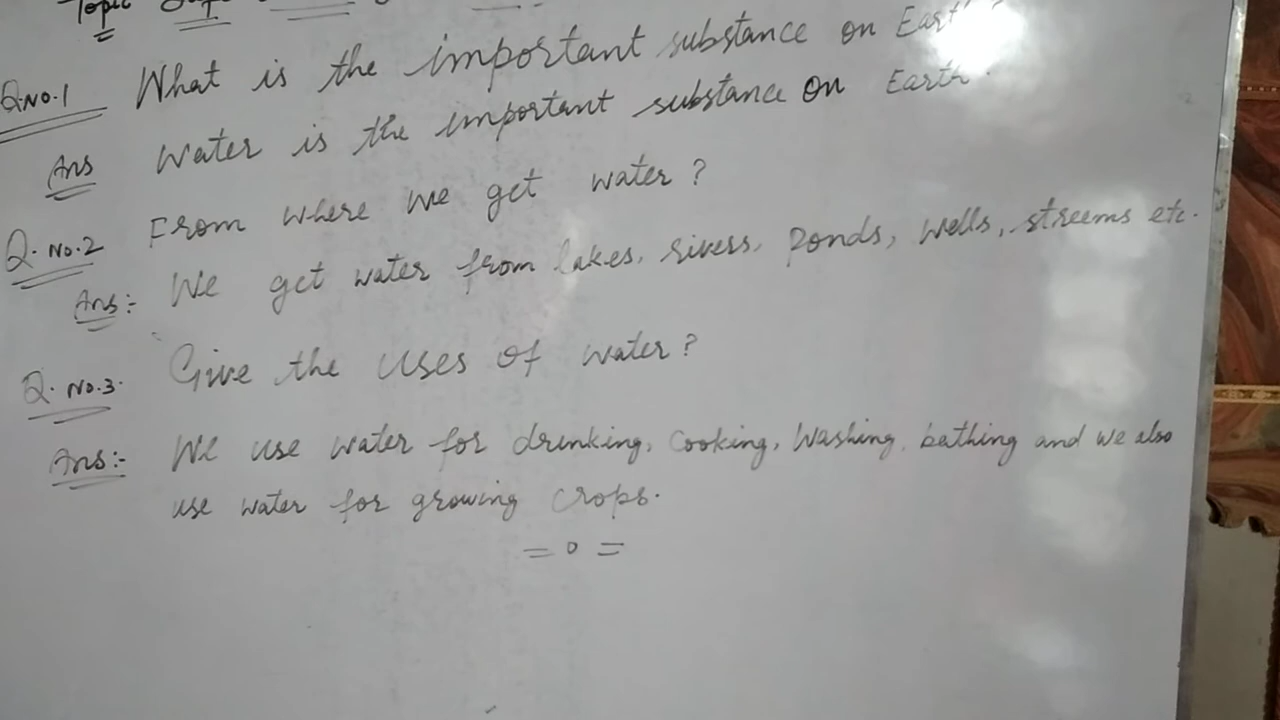 Topic
Q.No.1 What is the important substance on Earth?
Ans Water is the important substance on Earth.
Q. No.2 From where we get water?
Ans:- We get water from lakes, rivers, ponds, wells, streems etc.
Q. No.3. Give the uses of water?
Ans:- We use water for drinking, cooking, washing, bathing and we also
use water for growing crops.
= 0 =